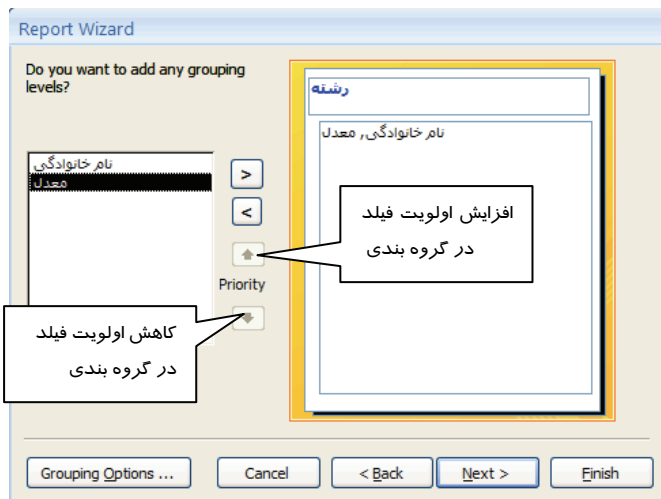 Report Wizard
Do you want to add any grouping
levels?
نام خانوادگی
معدل
>
<
Priority
رشته
نام خانوادگی, معدل
افزایش اولویت فیلد
در گروه بندی
کاهش اولویت فیلد
در گروه بندی
Grouping Options ...
Cancel
< Back
Next >
Finish